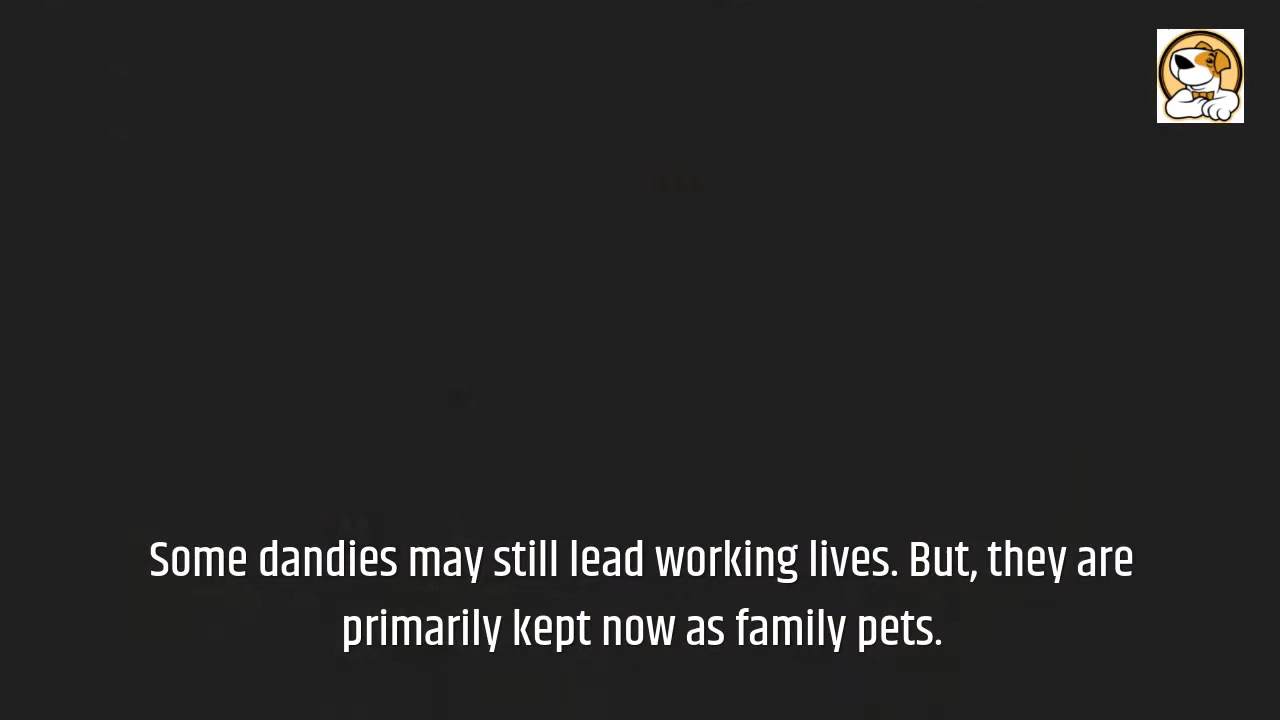 Some dandies may still lead working lives. But, they are
primarily kept now as family pets.